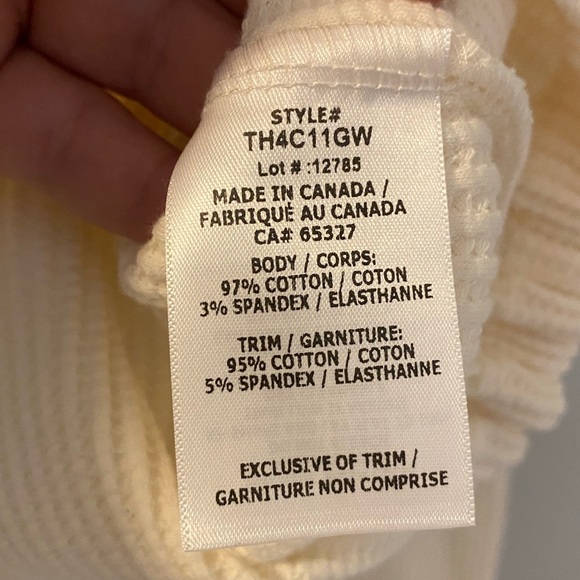 STYLE#
TH4C11GW
Lot # :12785
MADE IN CANADA /
FABRIQUÉ AU CANADA
CA# 65327
BODY / CORPS:
97% COTTON / COTON
3% SPANDEX / ELASTHANNE
TRIM / GARNITURE:
95% COTTON / COTON
5% SPANDEX / ELASTHANNE
EXCLUSIVE OF TRIM /
GARNITURE NON COMPRISE